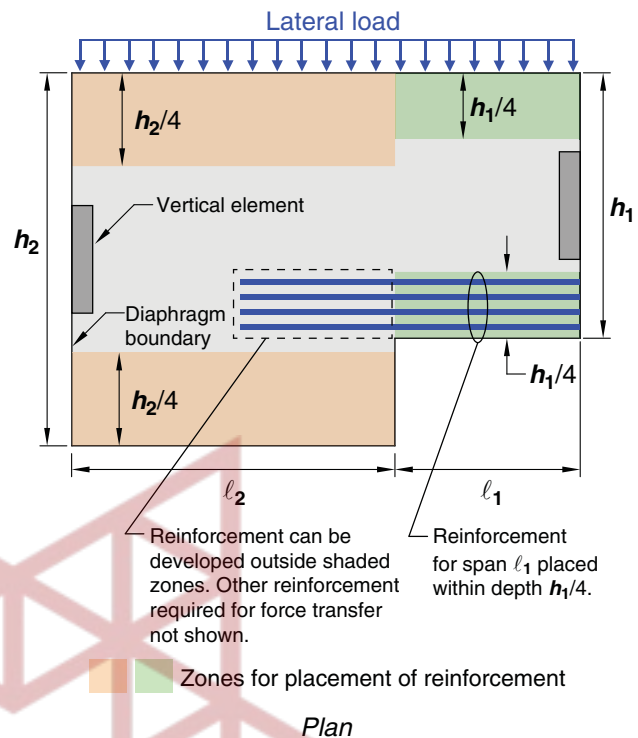 Lateral load
h₂/4
h₁/4
Vertical element
h₂
h₁
Diaphragm
boundary
h₁/4
h₂/4
ℓ₂
ℓ₁
Reinforcement can be
developed outside shaded
zones. Other reinforcement
required for force transfer
not shown.
Reinforcement
for span ℓ₁ placed
within depth h₁/4.
Zones for placement of reinforcement
Plan